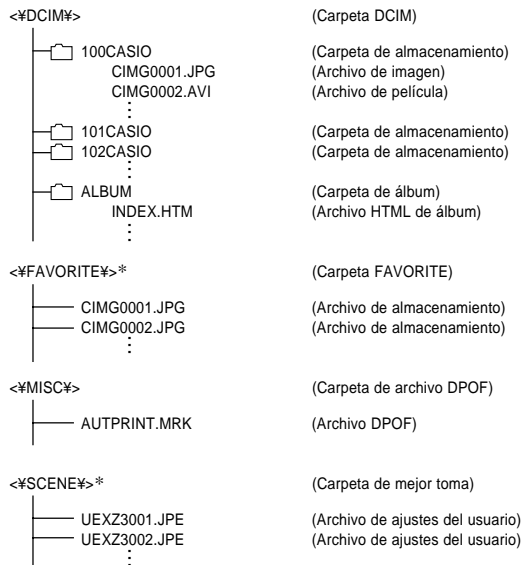 <¥DCIM¥> (Carpeta DCIM)
100CASIO (Carpeta de almacenamiento)
CIMG0001.JPG (Archivo de imagen)
CIMG0002.AVI (Archivo de película)
101CASIO (Carpeta de almacenamiento)
102CASIO (Carpeta de almacenamiento)
ALBUM (Carpeta de álbum)
INDEX.HTM (Archivo HTML de álbum)
<¥FAVORITE¥>* (Carpeta FAVORITE)
CIMG0001.JPG (Archivo de almacenamiento)
CIMG0002.JPG (Archivo de almacenamiento)
<¥MISC¥> (Carpeta de archivo DPOF)
AUTPRINT.MRK (Archivo DPOF)
<¥SCENE¥>* (Carpeta de mejor toma)
UEXZ3001.JPE (Archivo de ajustes del usuario)
UEXZ3002.JPE (Archivo de ajustes del usuario)